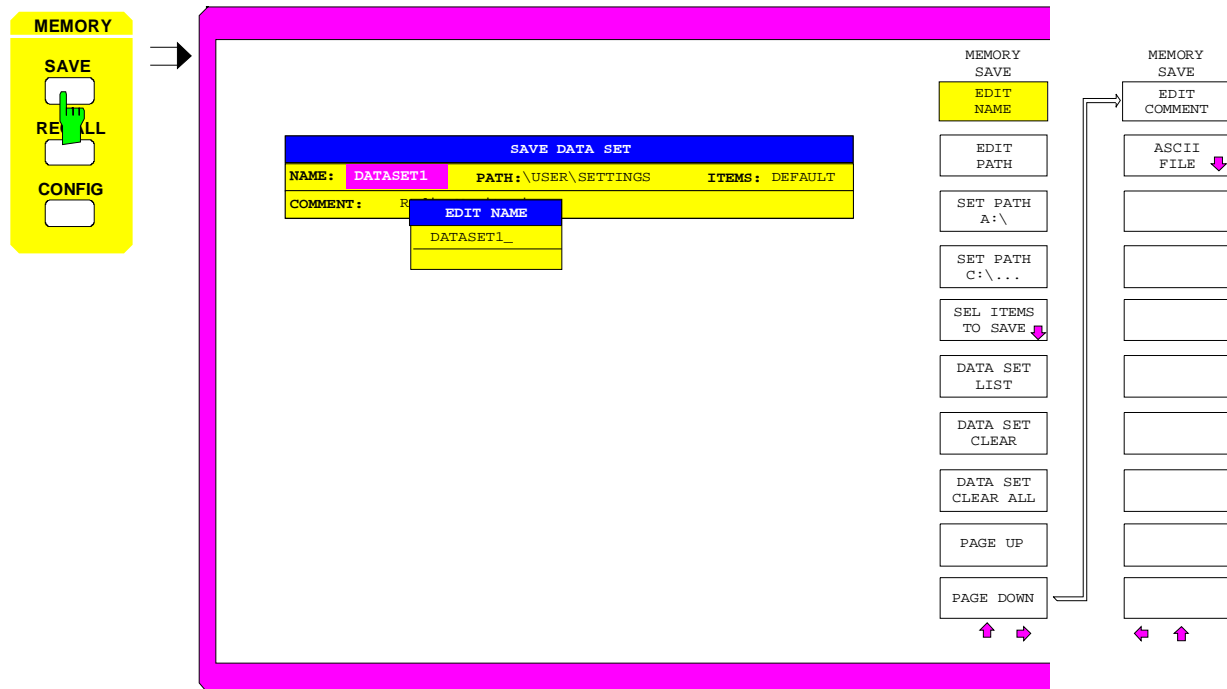 MEMORY
SAVE
CONFIG
SAVE DATA SET
NAME: DATASET1 PATH:\USER\SETTINGS ITEMS: DEFAULT
COMMENT:
EDIT NAME
DATASET1_
MEMORY
SAVE
EDIT
NAME
EDIT
PATH
SET PATH
A:\
SET PATH
C:\...
SEL ITEMS
TO SAVE
DATA SET
LIST
DATA SET
CLEAR
DATA SET
CLEAR ALL
PAGE UP
PAGE DOWN
MEMORY
SAVE
EDIT
COMMENT
ASCII
FILE